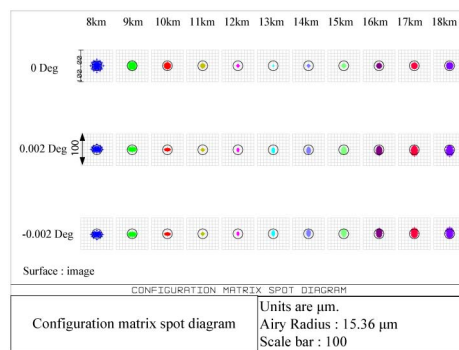 8km 9km 10km 11km 12km 13km 14km 15km 16km 17km 18km
0 Deg
0.002 Deg
100
-0.002 Deg
Surface : image
CONFIGURATION MATRIX SPOT DIAGRAM
Configuration matrix spot diagram
Units are μm.
Airy Radius : 15.36 μm
Scale bar : 100